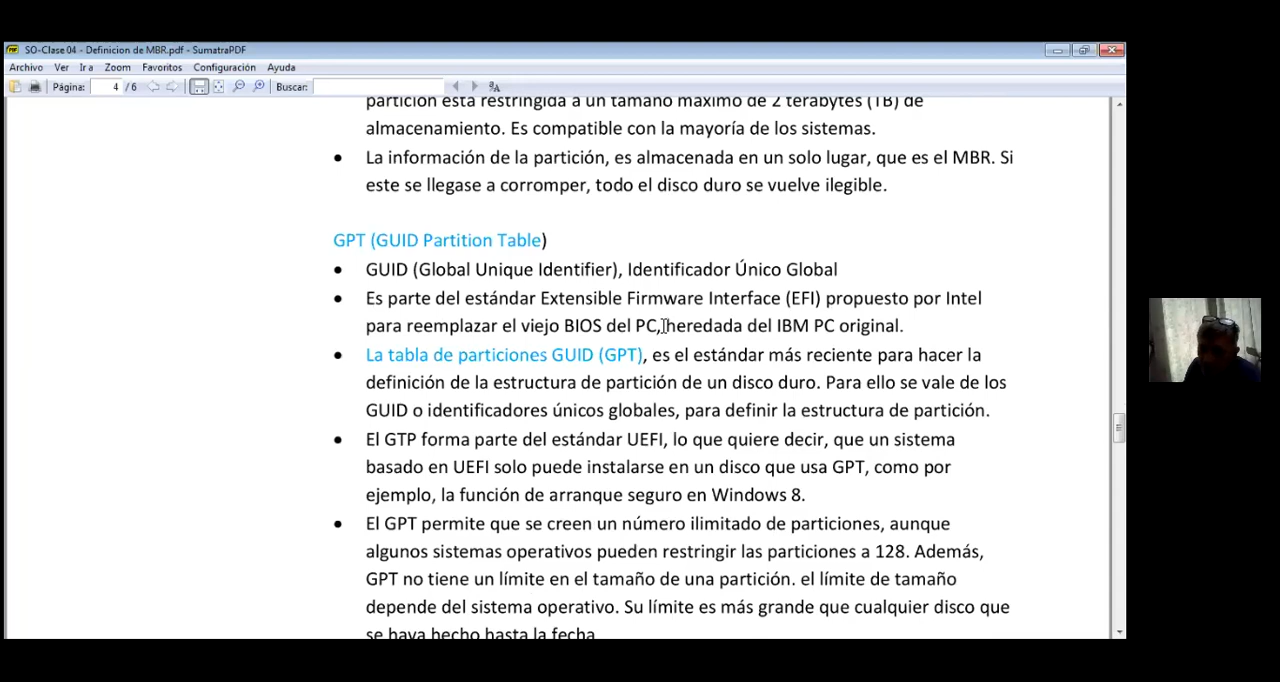 SO-Clase 04 - Definicion de MBR.pdf - SumatraPDF
Archivo Ver Ir a Zoom Favoritos Configuración Ayuda
Página: 4 / 6 Buscar:
partición está restringida a un tamaño máximo de 2 terabytes (TB) de
almacenamiento. Es compatible con la mayoría de los sistemas.
• La información de la partición, es almacenada en un solo lugar, que es el MBR. Si
este se llegase a corromper, todo el disco duro se vuelve ilegible.
GPT (GUID Partition Table)
• GUID (Global Unique Identifier), Identificador Único Global
• Es parte del estándar Extensible Firmware Interface (EFI) propuesto por Intel
para reemplazar el viejo BIOS del PC, heredada del IBM PC original.
• La tabla de particiones GUID (GPT), es el estándar más reciente para hacer la
definición de la estructura de partición de un disco duro. Para ello se vale de los
GUID o identificadores únicos globales, para definir la estructura de partición.
• El GTP forma parte del estándar UEFI, lo que quiere decir, que un sistema
basado en UEFI solo puede instalarse en un disco que usa GPT, como por
ejemplo, la función de arranque seguro en Windows 8.
• El GPT permite que se creen un número ilimitado de particiones, aunque
algunos sistemas operativos pueden restringir las particiones a 128. Además,
GPT no tiene un límite en el tamaño de una partición. el límite de tamaño
depende del sistema operativo. Su límite es más grande que cualquier disco que
se haya hecho hasta la fecha